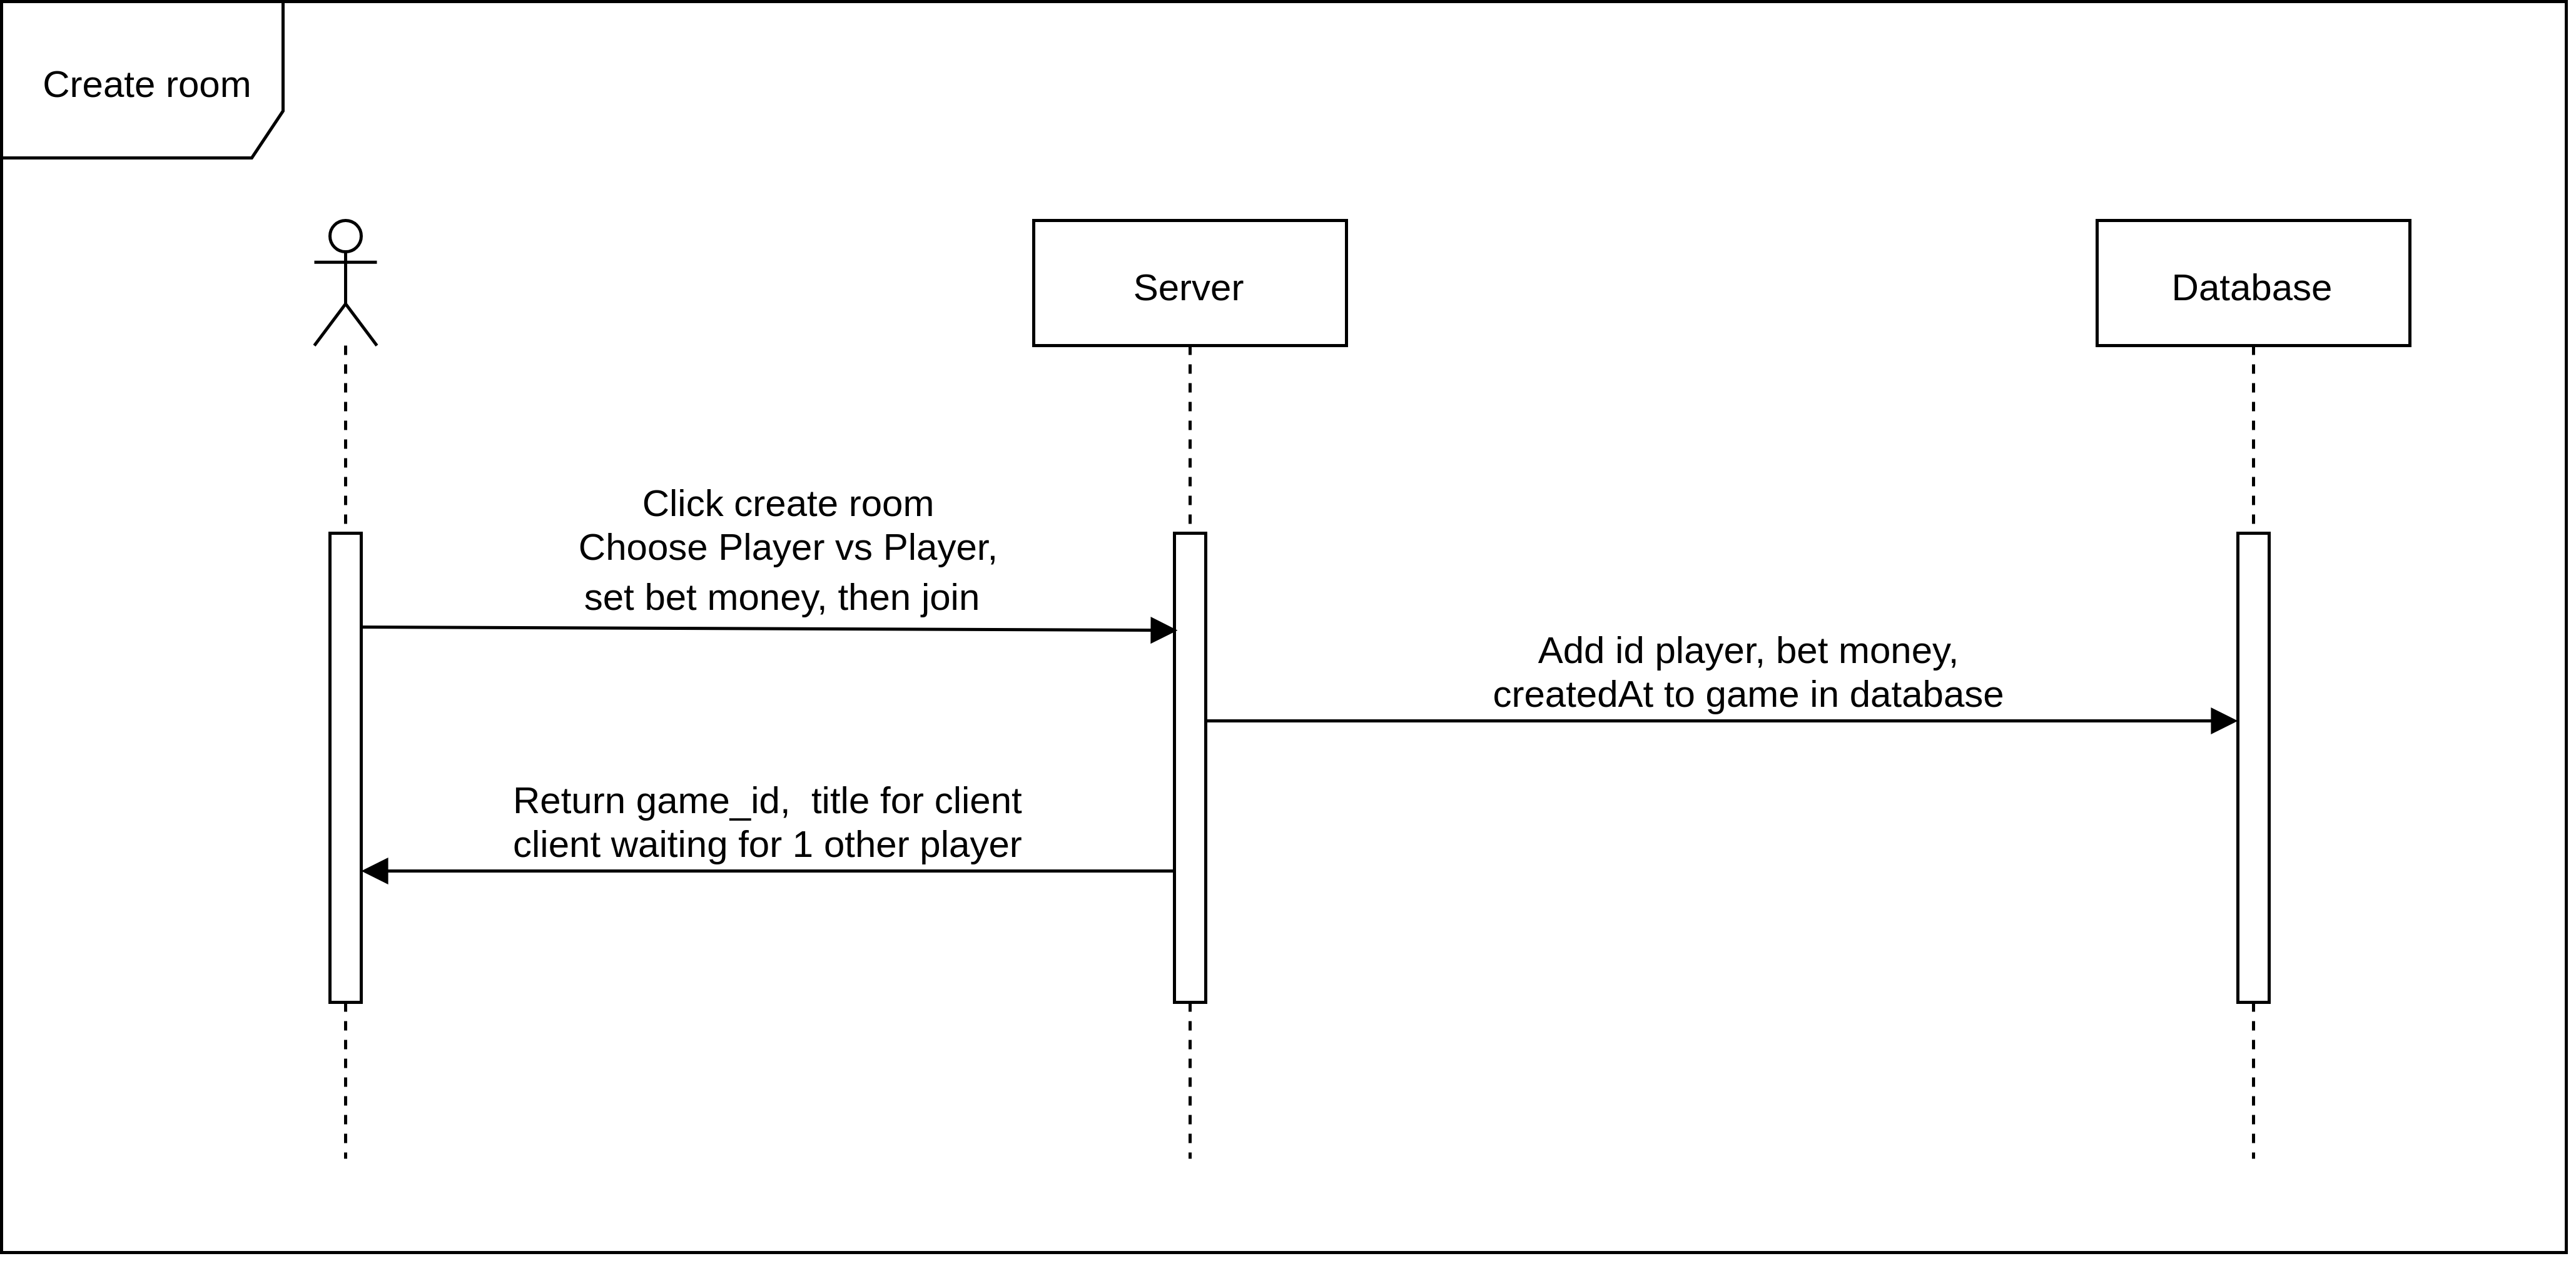 Create room
Server
Database
Click create room
Choose Player vs Player,
set bet money, then join
Add id player, bet money,
createdAt to game in database
Return game_id,  title for client
client waiting for 1 other player